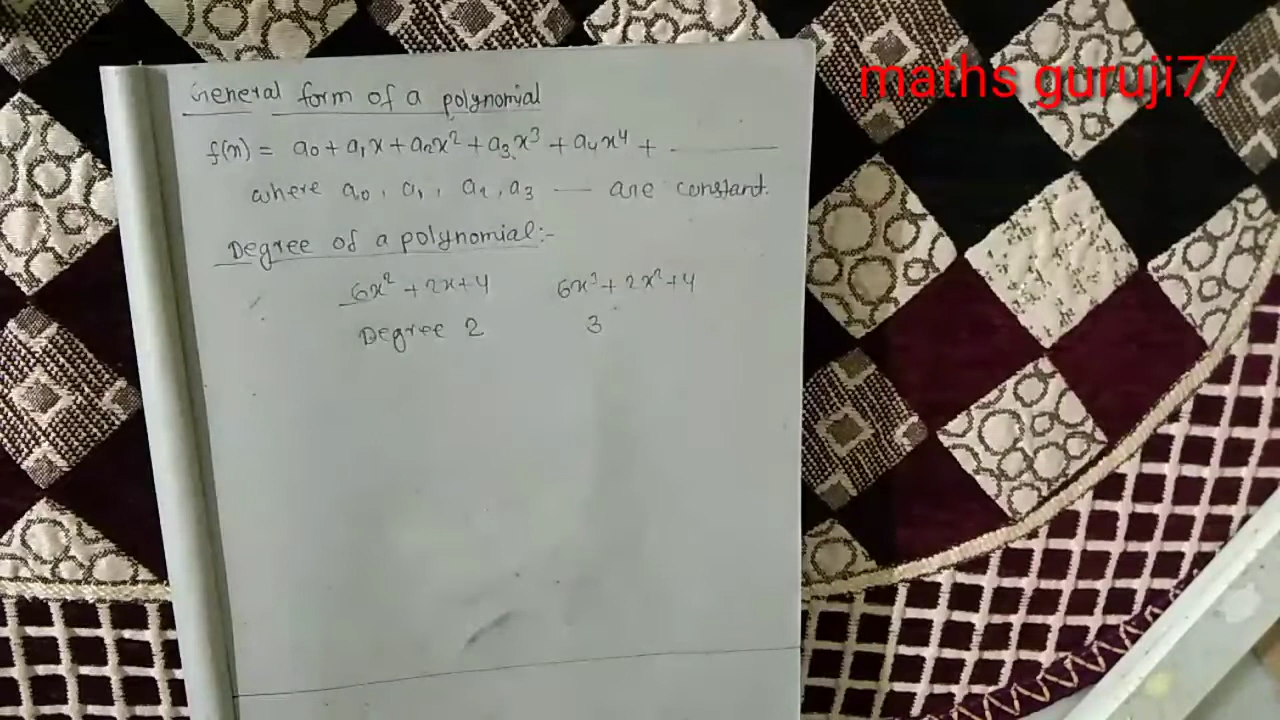 maths guruji77
General form of a polynomial
f(x) = a₀ + a₁x + a₂x² + a₃x³ + a₄x⁴ + ———
where a₀, a₁, a₂, a₃ — are constant.
Degree of a polynomial:-
6x² + 2x+4 6x³ + 2x² + 4
Degree 2 3